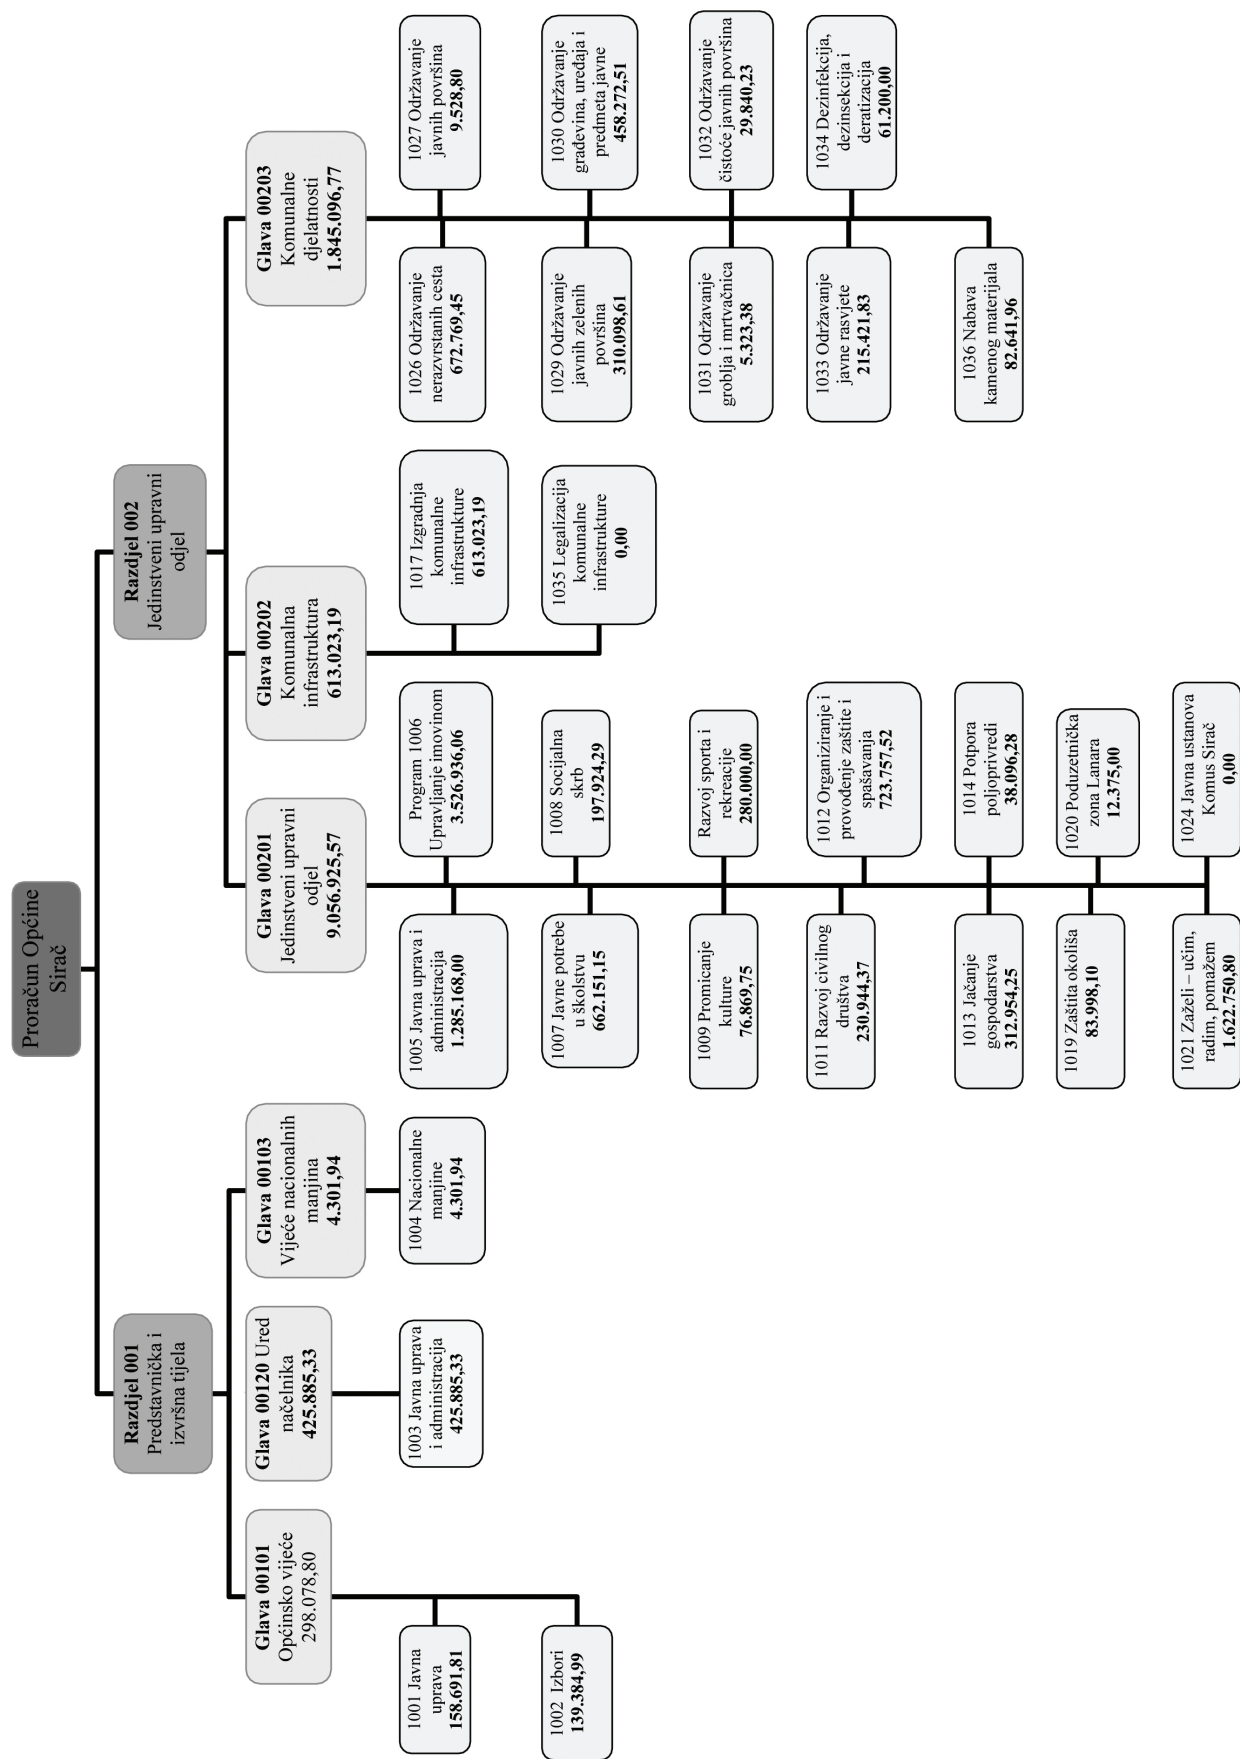 Proračun Općine
Sirač
Razdjel 001
Predstavnička i
izvršna tijela
Glava 00101
Općinsko vijeće
298.078,80
1001 Javna
uprava
158.691,81
1002 Izbori
139.384,99
Glava 00120 Ured
načelnika
425.885,33
1003 Javna uprava
i administracija
425.885,33
Glava 00103
Vijeće nacionalnih
manjina
4.301,94
1004 Nacionalne
manjine
4.301,94
Razdjel 002
Jedinstveni upravni
odjel
Glava 00201
Jedinstveni upravni
odjel
9.056.925,57
1005 Javna uprava i
administracija
1.285.168,00
Program 1006
Upravljanje imovinom
3.526.936,06
1007 Javne potrebe
u školstvu
662.151,15
1008 Socijalna
skrb
197.924,29
1009 Promicanje
kulture
76.869,75
Razvoj sporta i
rekreacije
280.000,00
1011 Razvoj civilnog
društva
230.944,37
1012 Organiziranje i
provođenje zaštite i
spašavanja
723.757,52
1013 Jačanje
gospodarstva
312.954,25
1014 Potpora
poljoprivredi
38.096,28
1019 Zaštita okoliša
83.998,10
1020 Poduzetnička
zona Lanara
12.375,00
1021 Zaželi – učim,
radim, pomažem
1.622.750,80
1024 Javna ustanova
Komus Sirač
0,00
Glava 00202
Komunalna
infrastruktura
613.023,19
1017 Izgradnja
komunalne
infrastrukture
613.023,19
1035 Legalizacija
komunalne
infrastrukture
0,00
Glava 00203
Komunalne
djelatnosti
1.845.096,77
1026 Održavanje
nerazvrstanih cesta
672.769,45
1027 Održavanje
javnih površina
9.528,80
1029 Održavanje
javnih zelenih
površina
310.098,61
1030 Održavanje
građevina, uređaja i
predmeta javne
458.272,51
1031 Održavanje
groblja i mrtvačnica
5.323,38
1032 Održavanje
čistoće javnih površina
29.840,23
1033 Održavanje
javne rasvjete
215.421,83
1034 Dezinfekcija,
dezinsekcija i
deratizacija
61.200,00
1036 Nabava
kamenog materijala
82.641,96